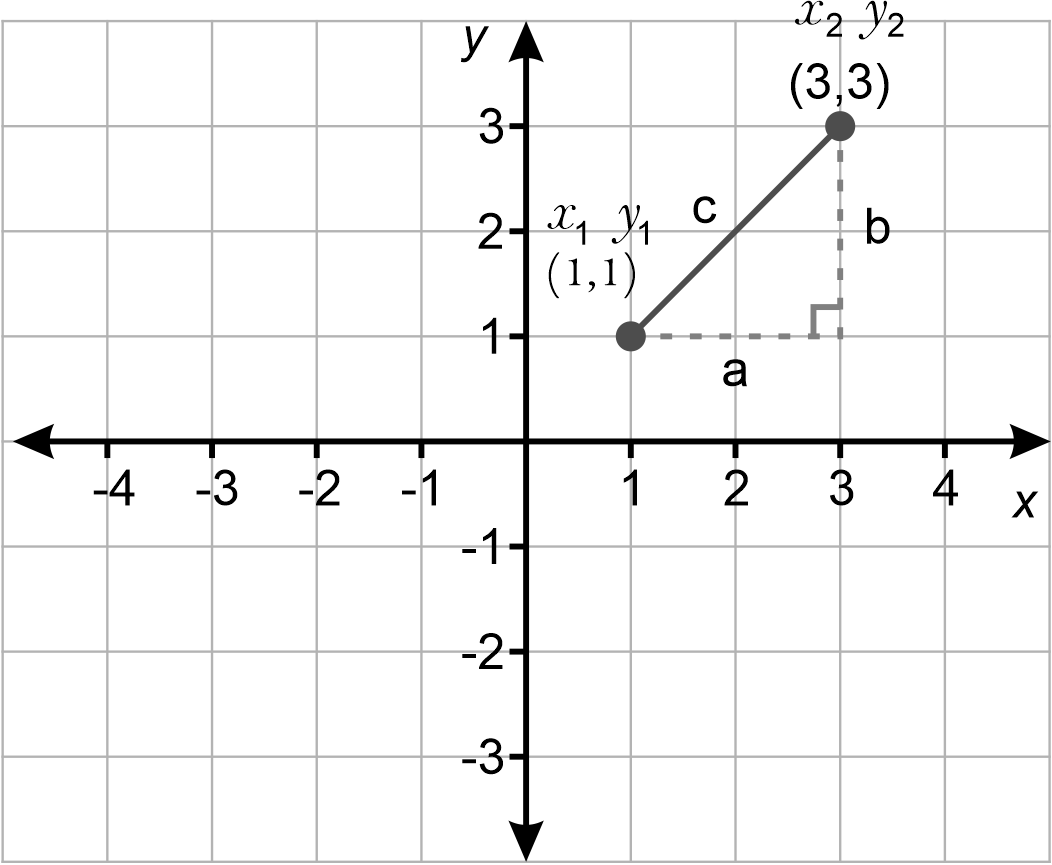 x₂ y₂
y
(3,3)
3
x₁ y₁
c
b
2
(1,1)
1
a
-4 -3 -2 -1 1 2 3 4
x
-1
-2
-3